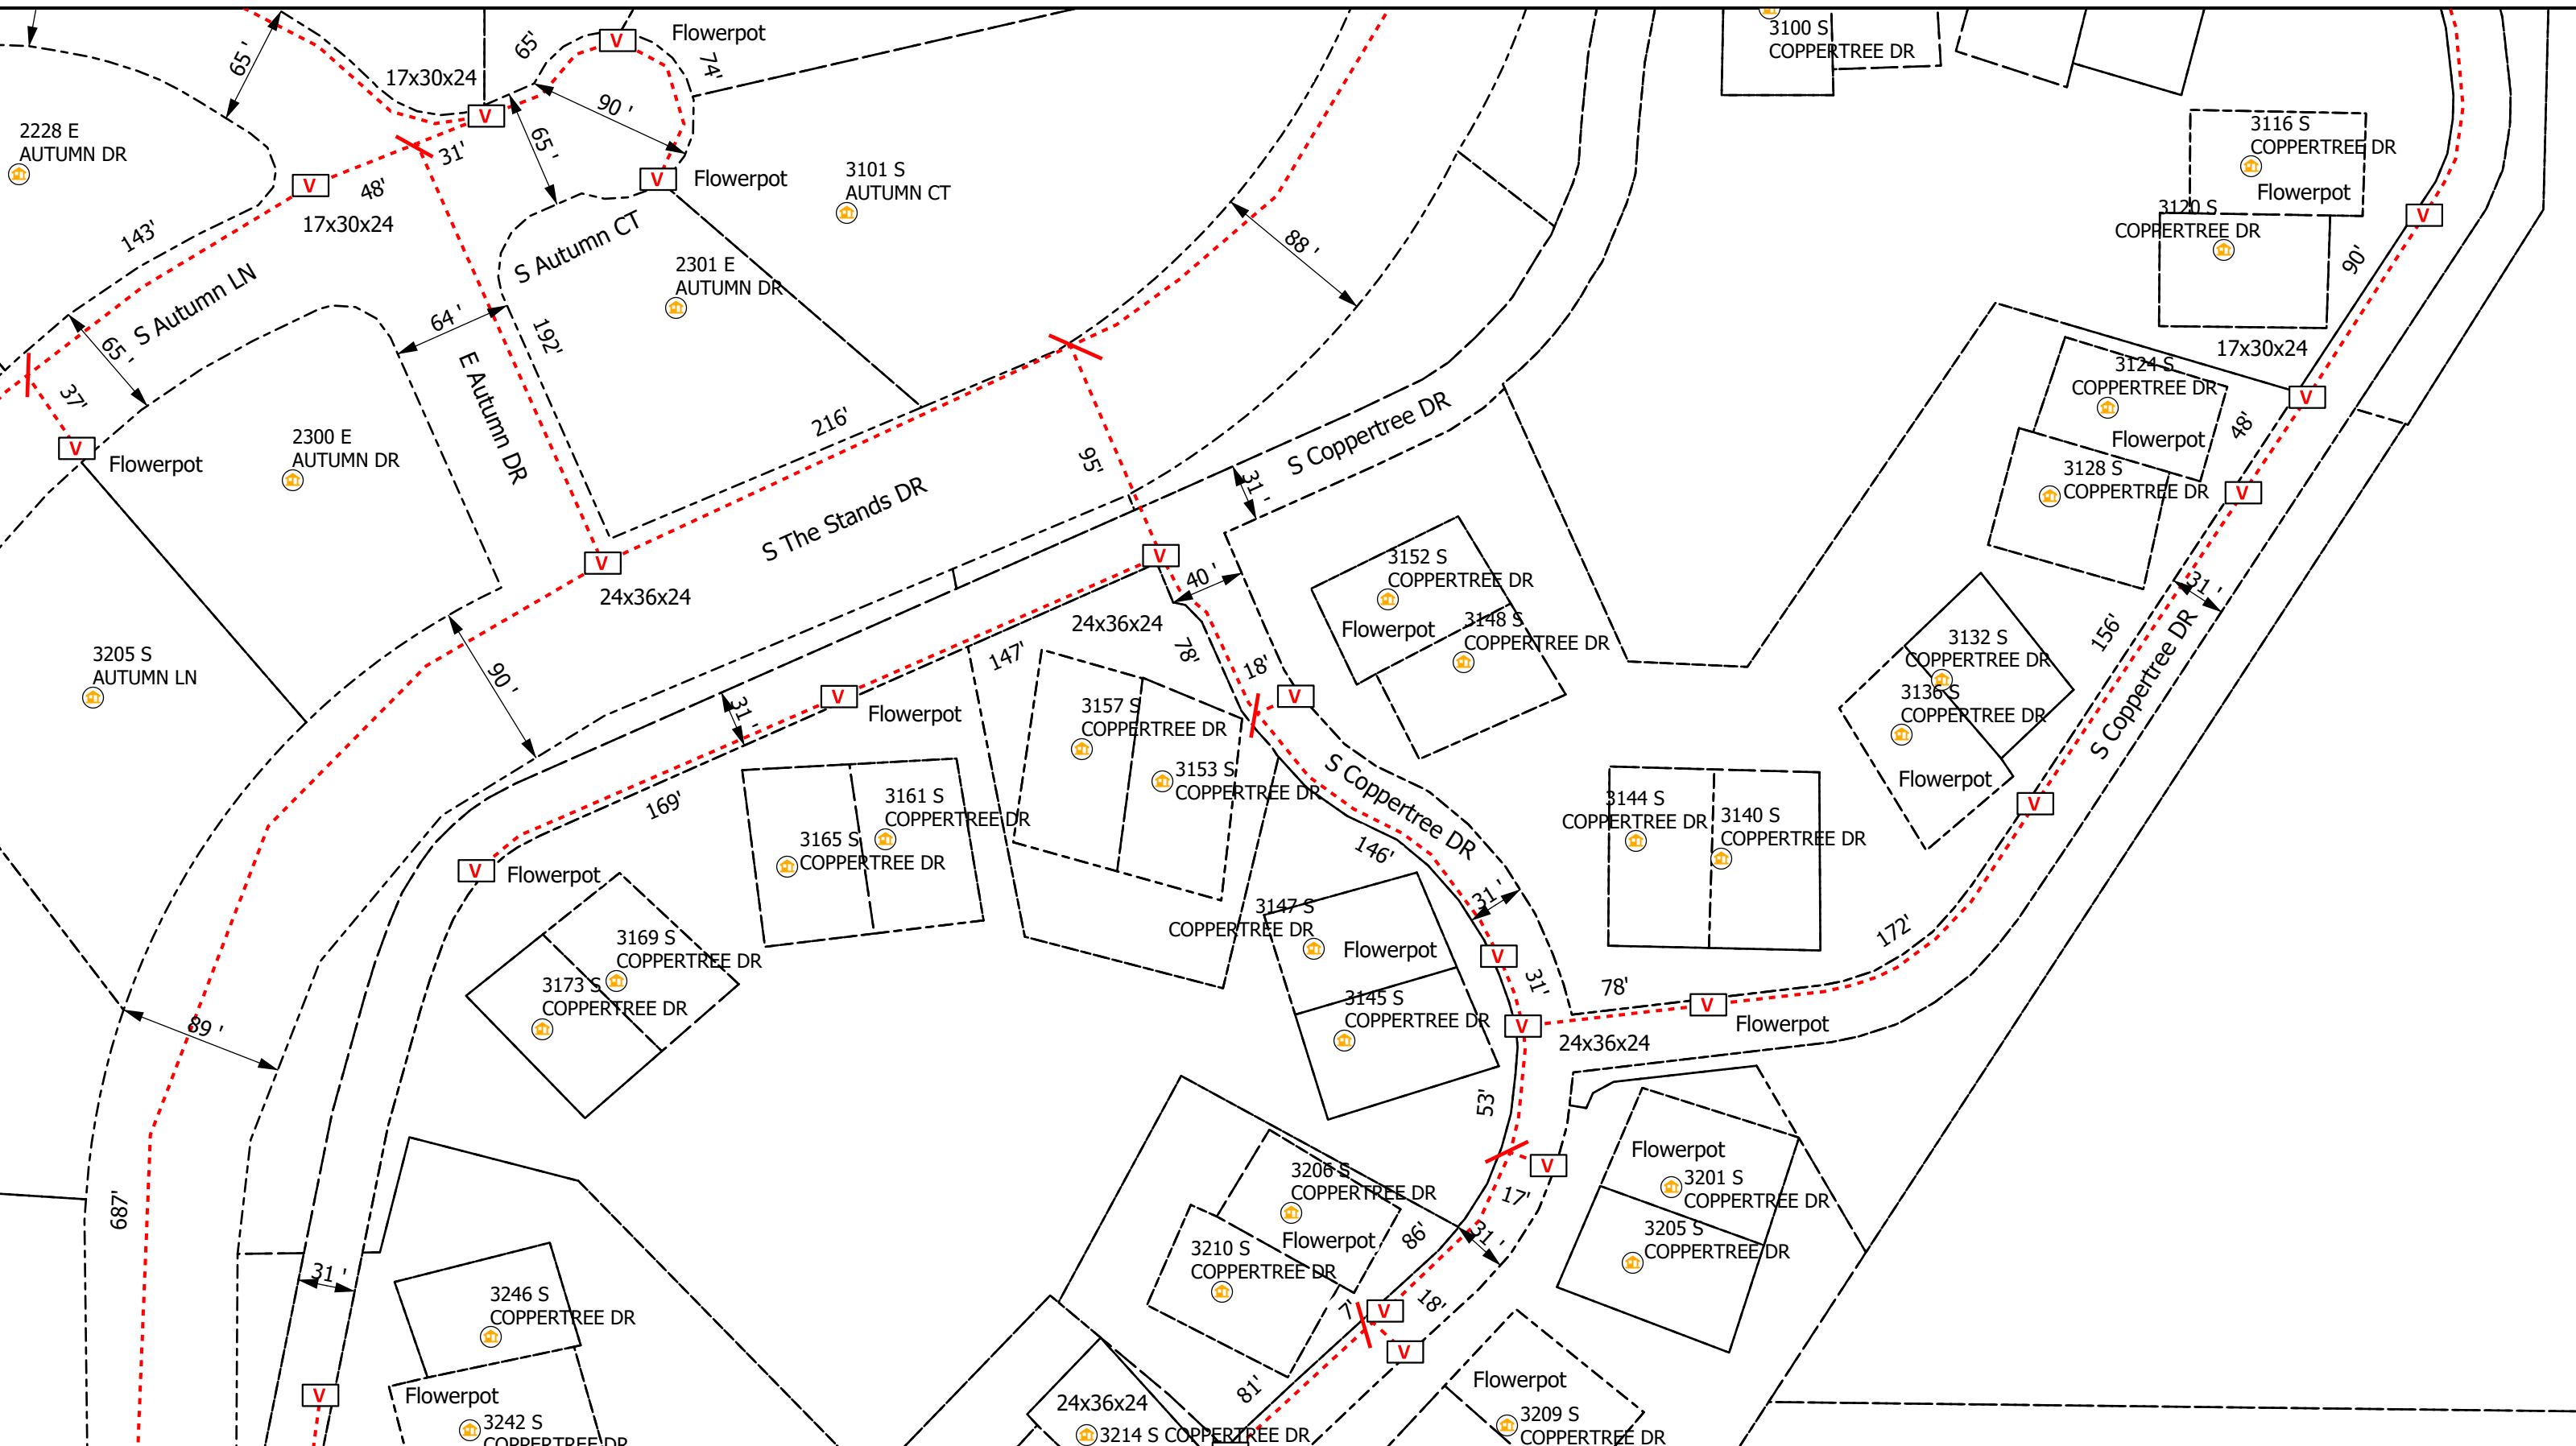 3100 S
COPPERTREE DR
Flowerpot
65'
74'
65 '
17x30x24
V
90 '
V
3116 S
COPPERTREE DR
Flowerpot
2228 E
AUTUMN DR
31'
65 '
V
V
48'
17x30x24
Flowerpot
3101 S
AUTUMN CT
3120 S
COPPERTREE DR
V
90'
143'
S Autumn LN
S Autumn CT
2301 E
AUTUMN DR
88 '
65 '
64 '
192'
37'
E Autumn DR
17x30x24
3124 S
COPPERTREE DR
V
48'
Flowerpot
3128 S
COPPERTREE DR
V
V
Flowerpot
2300 E
AUTUMN DR
216'
95'
S Coppertree DR
31 '
S The Stands DR
V
24x36x24
V
40 '
24x36x24
78'
18'
V
3152 S
COPPERTREE DR
Flowerpot
3148 S
COPPERTREE DR
31 '
156'
S Coppertree DR
3132 S
COPPERTREE DR
3136 S
COPPERTREE DR
Flowerpot
V
3205 S
AUTUMN LN
90 '
31 '
V
Flowerpot
147'
3157 S
COPPERTREE DR
3153 S
COPPERTREE DR
S Coppertree DR
146'
3144 S
COPPERTREE DR
3140 S
COPPERTREE DR
169'
3161 S
COPPERTREE DR
3165 S
COPPERTREE DR
V
Flowerpot
31 '
172'
3169 S
COPPERTREE DR
3173 S
COPPERTREE DR
3147 S
COPPERTREE DR
Flowerpot
V
31'
3145 S
COPPERTREE DR
78'
V
Flowerpot
V
24x36x24
89 '
53'
687'
V
17'
Flowerpot
3201 S
COPPERTREE DR
3205 S
COPPERTREE DR
3206 S
COPPERTREE DR
Flowerpot
86'
31 '
3210 S
COPPERTREE DR
31 '
3246 S
COPPERTREE DR
7'
V
18'
V
81'
V
Flowerpot
3242 S
COPPERTREE DR
24x36x24
3214 S COPPERTREE DR
Flowerpot
3209 S
COPPERTREE DR